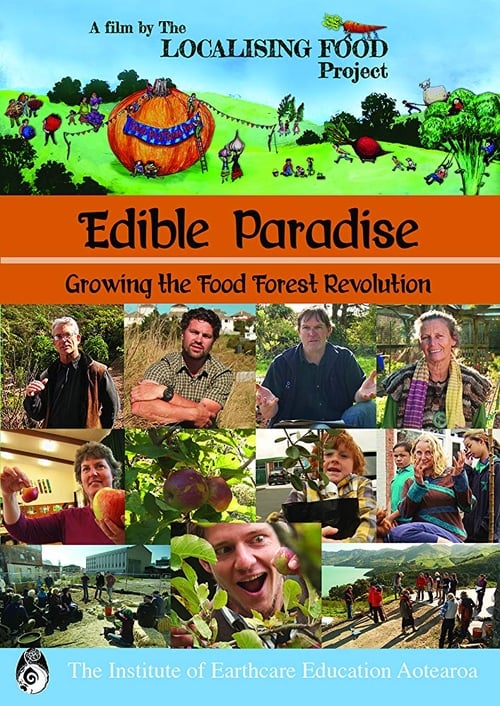 A film by The
LOCALISING FOOD
Project
Edible Paradise
Growing the Food Forest Revolution
The Institute of Earthcare Education Aotearoa